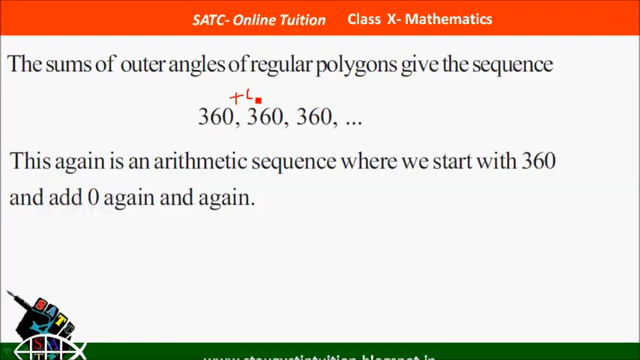 SATC- Online Tuition Class X- Mathematics
The sums of outer angles of regular polygons give the sequence
360, 360, 360, ...
This again is an arithmetic sequence where we start with 360
and add 0 again and again.
SATC